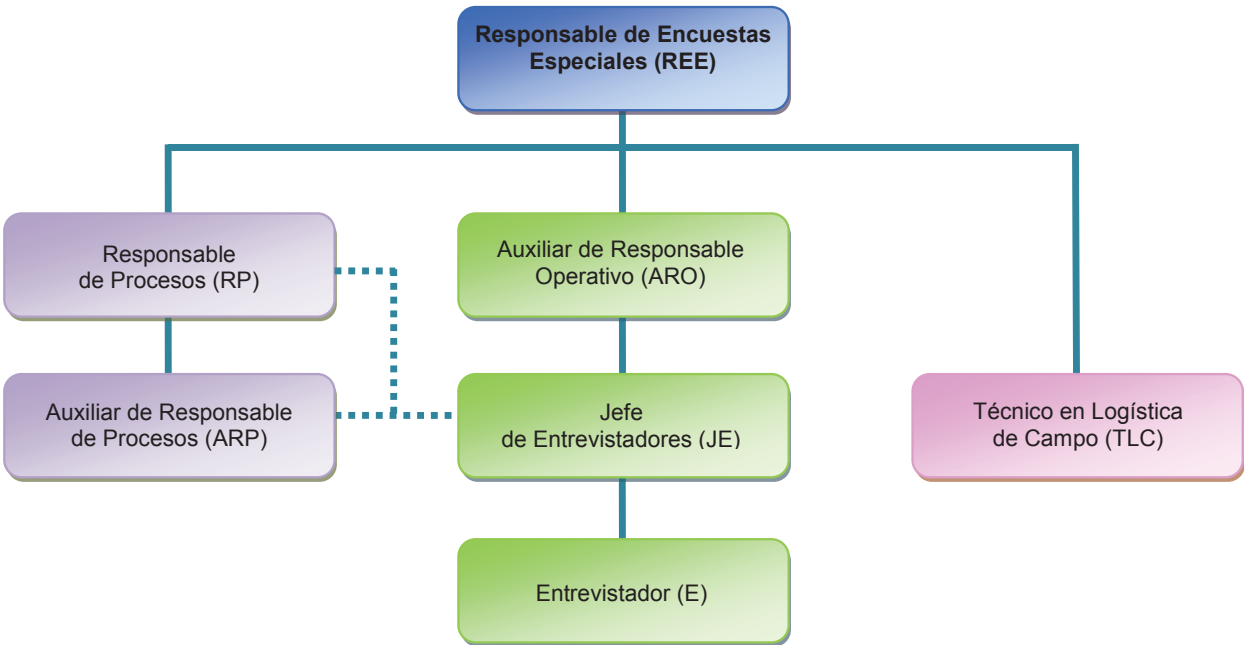 Responsable de Encuestas
Especiales (REE)
Responsable
de Procesos (RP)
Auxiliar de Responsable
Operativo (ARO)
Auxiliar de Responsable
de Procesos (ARP)
Jefe
de Entrevistadores (JE)
Técnico en Logística
de Campo (TLC)
Entrevistador (E)